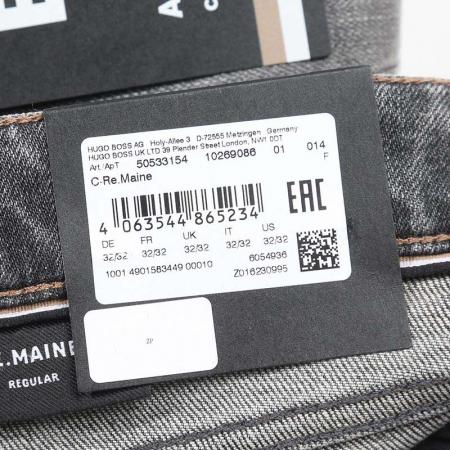 HUGO BOSS AG Holy-Allee 3 D-72555 Metzingen Germany
HUGO BOSS UK LTD 39 Plender Street London, NW1 0DT
Art./ApT 50533154 10269086 01 014
C-Re.Maine F
EAC
4 063544 865234
DE FR UK IT US
32/32 32/32 32/32 32/32 32/32
1001 4901583449 00010 6054936
Z016230995
ZP
E.MAINE
REGULAR